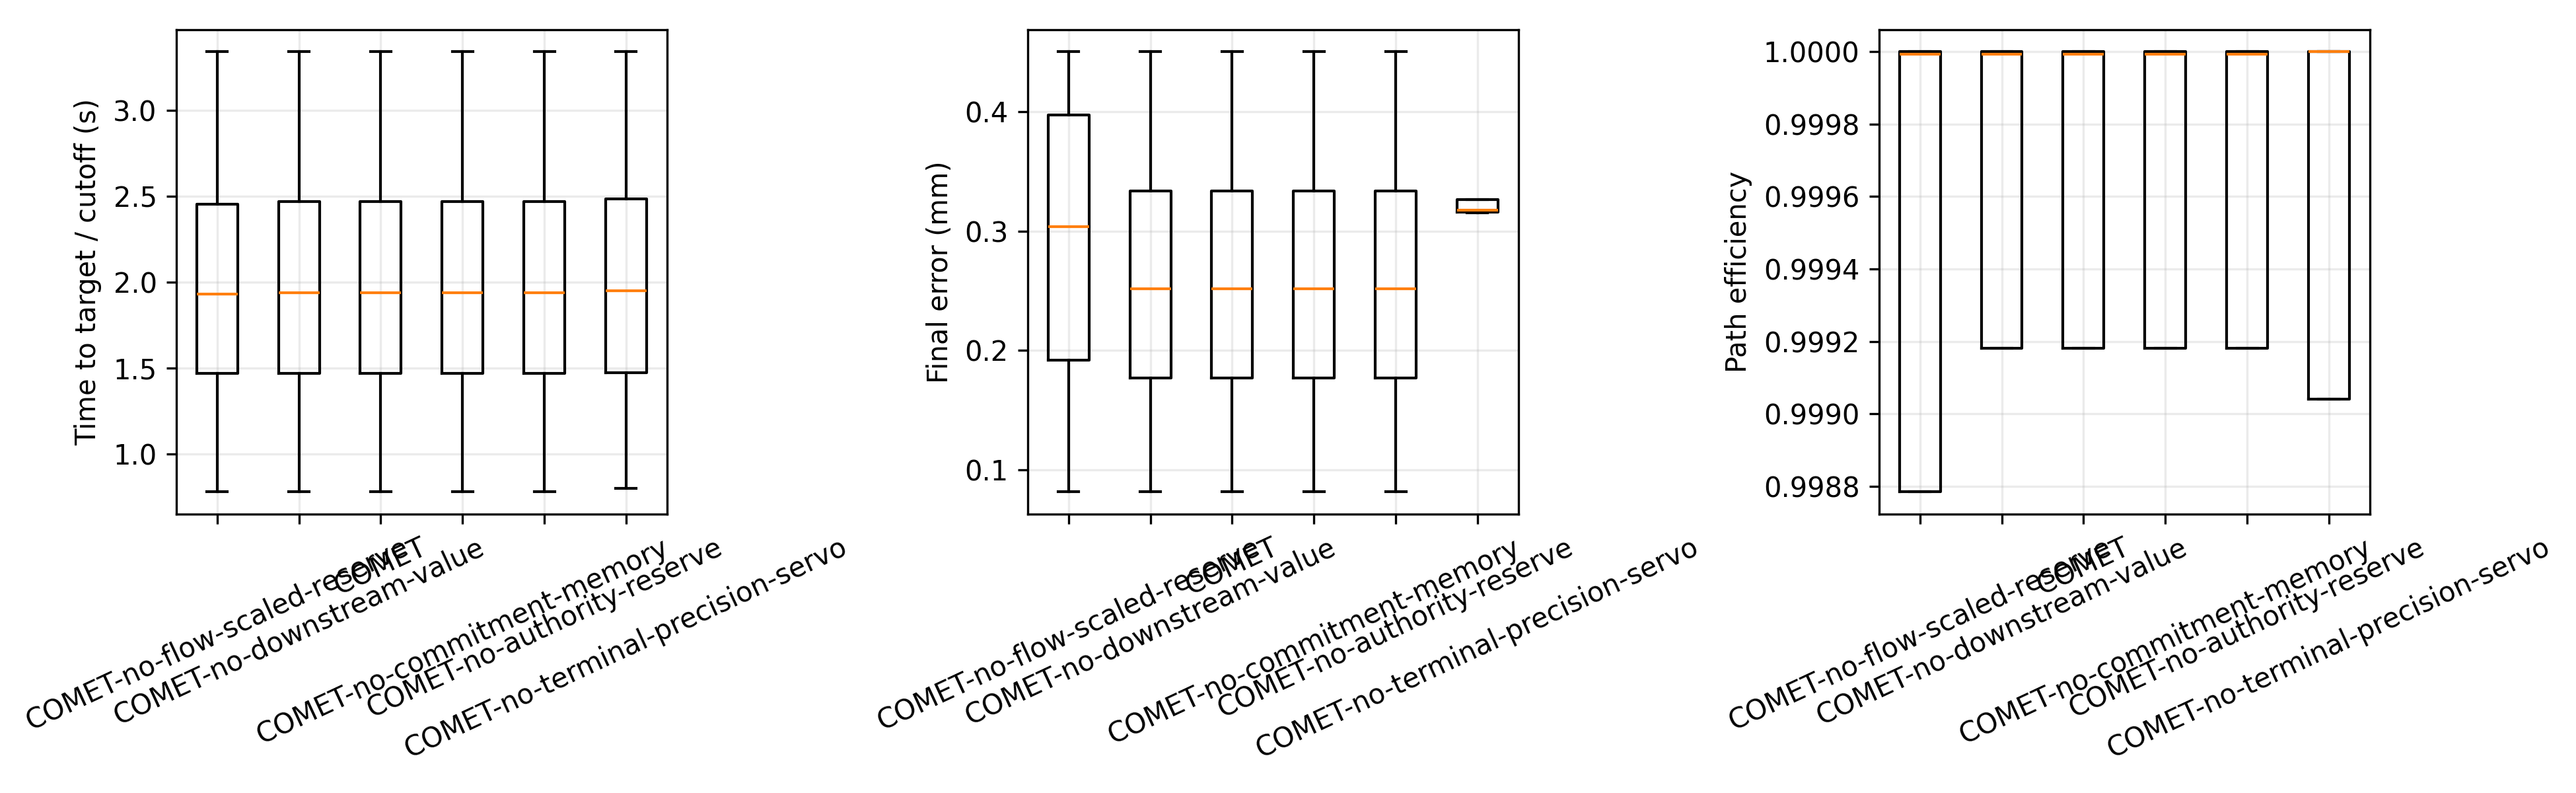 Time to target / cutoff (s)
3.0
2.5
2.0
1.5
1.0
COMET-no-flow-scaled-reserve
COMET
COMET-no-downstream-value
COMET-no-commitment-memory
COMET-no-authority-reserve
COMET-no-terminal-precision-servo
Final error (mm)
0.4
0.3
0.2
0.1
COMET-no-flow-scaled-reserve
COMET
COMET-no-downstream-value
COMET-no-commitment-memory
COMET-no-authority-reserve
COMET-no-terminal-precision-servo
Path efficiency
1.0000
0.9998
0.9996
0.9994
0.9992
0.9990
0.9988
COMET-no-flow-scaled-reserve
COMET
COMET-no-downstream-value
COMET-no-commitment-memory
COMET-no-authority-reserve
COMET-no-terminal-precision-servo